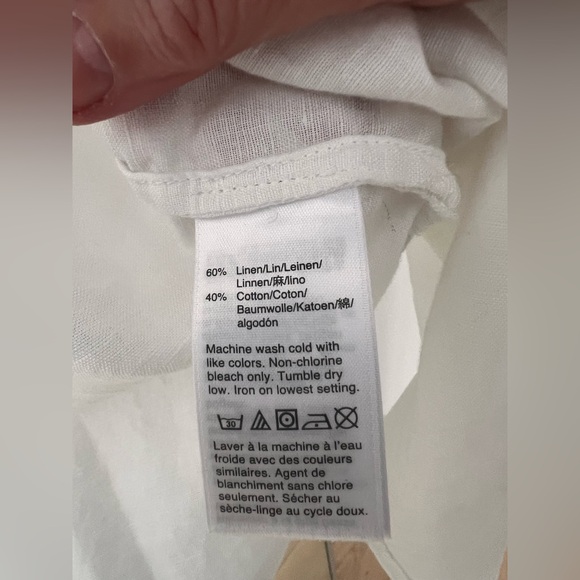 60% Linen/Lin/Leinen/
Linnen/麻/lino
40% Cotton/Coton/
Baumwolle/Katoen/綿/
algodón
Machine wash cold with
like colors. Non-chlorine
bleach only. Tumble dry
low. Iron on lowest setting.
30
Laver à la machine à l'eau
froide avec des couleurs
similaires. Agent de
blanchiment sans chlore
seulement. Sécher au
sèche-linge au cycle doux.